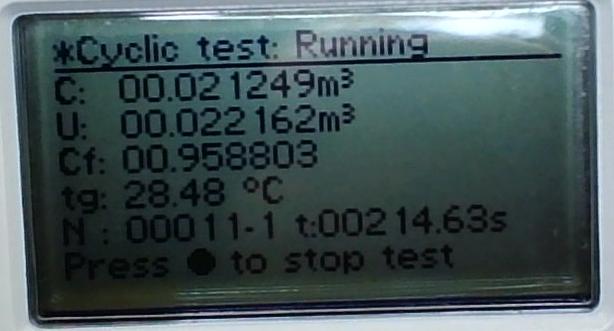 *Cyclic test: Running
C: 00.021249m³
U: 00.022162m³
Cf: 00.958803
tg: 28.48 °C
N : 00011-1 t:00214.63s
Press ● to stop test